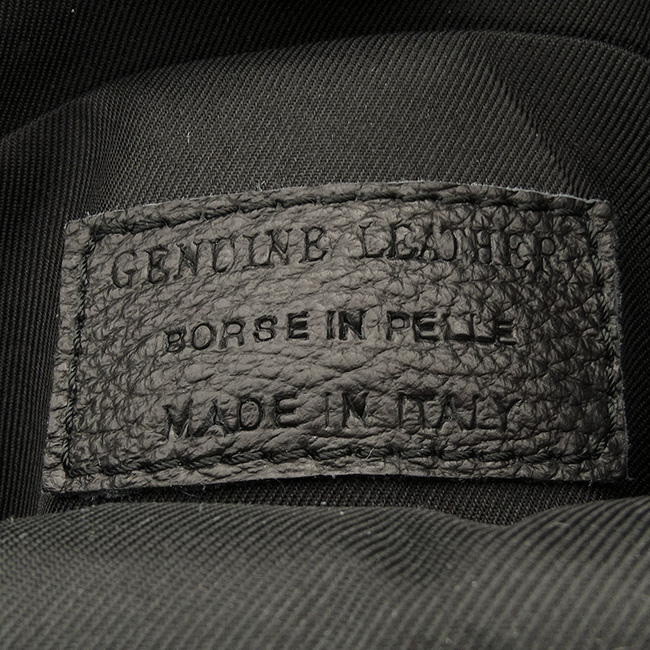 GENUINE LEATHER
BORSE IN PELLE
MADE IN ITALY